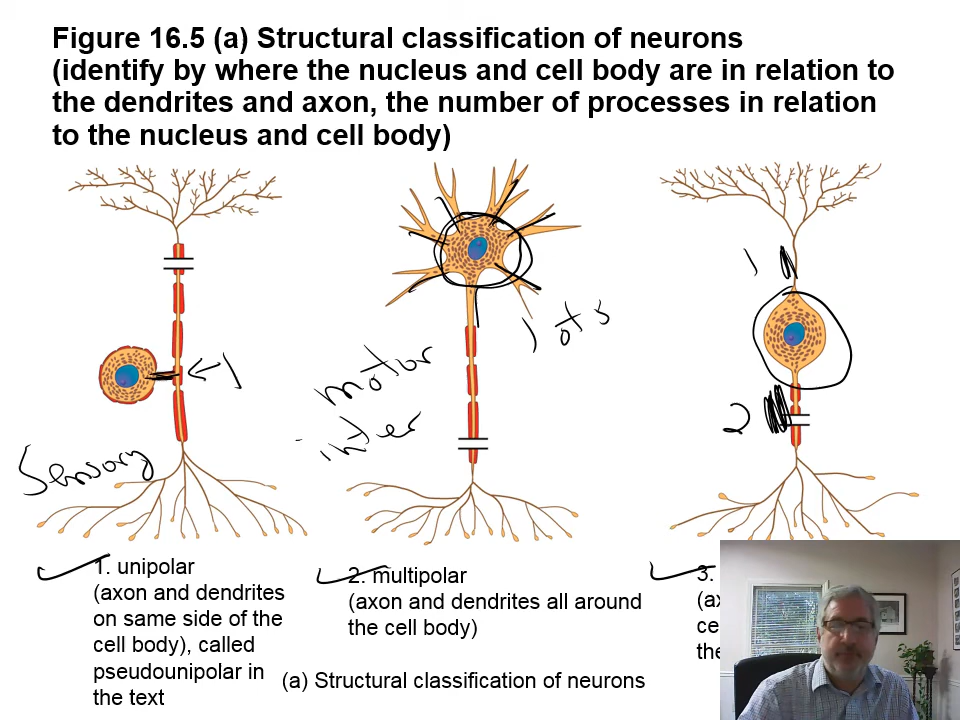 Figure 16.5 (a) Structural classification of neurons
(identify by where the nucleus and cell body are in relation to
the dendrites and axon, the number of processes in relation
to the nucleus and cell body)
1
lots
1
motor
inter
2
Sensory
1. unipolar
(axon and dendrites
on same side of the
cell body), called
pseudounipolar in
the text
2. multipolar
(axon and dendrites all around
the cell body)
3.
(a) Structural classification of neurons